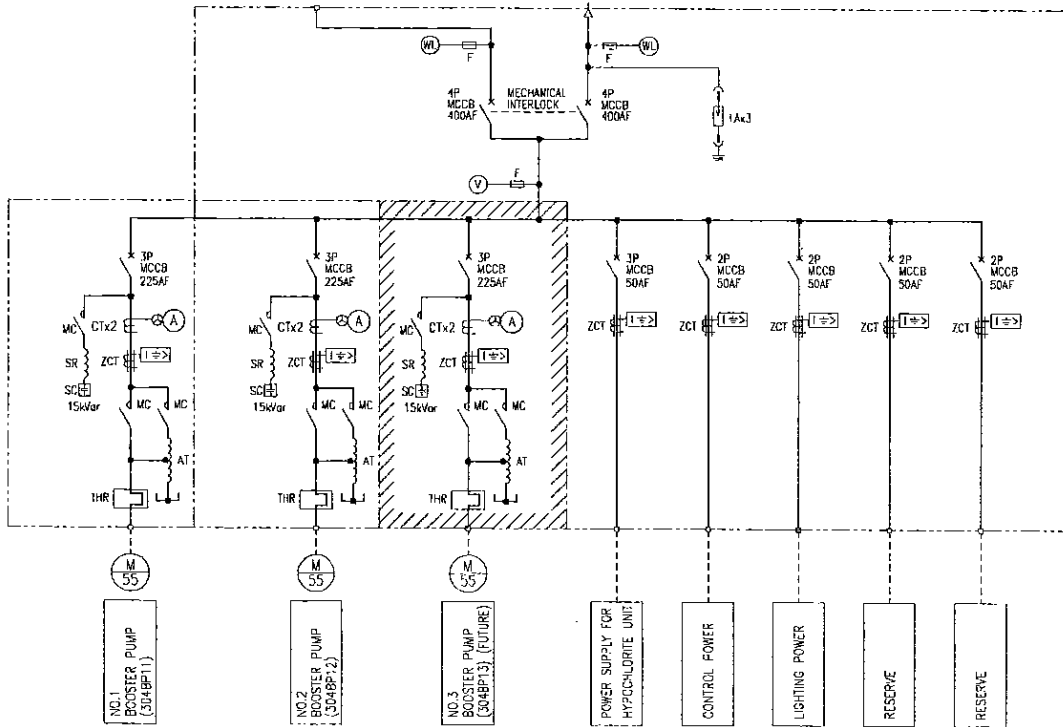 WL
F
F
WL
4P
MCCB
400AF
MECHANICAL
INTERLOCK
4P
MCCB
400AF
V
F
3P
MCCB
225AF
3P
MCCB
225AF
3P
MCCB
225AF
3P
MCCB
50AF
2P
MCCB
50AF
2P
MCCB
50AF
2P
MCCB
50AF
2P
MCCB
50AF
MC
CTx2
A
MC
CTx2
A
MC
CTx2
A
SR
ZCT
SR
ZCT
SR
ZCT
ZCT
ZCT
ZCT
ZCT
ZCT
SC
15kVar
MC
MC
SC
15kVar
MC
MC
SC
15kVar
MC
MC
AT
AT
AT
THR
THR
THR
M
55
M
55
M
55
NO.1
BOOSTER PUMP
(304BP11)
NO.2
BOOSTER PUMP
(304BP12)
NO.3
BOOSTER PUMP
(304BP13) (FUTURE)
POWER SUPPLY FOR
HYPOCHLORITE UNIT
CONTROL POWER
LIGHTING POWER
RESERVE
RESERVE